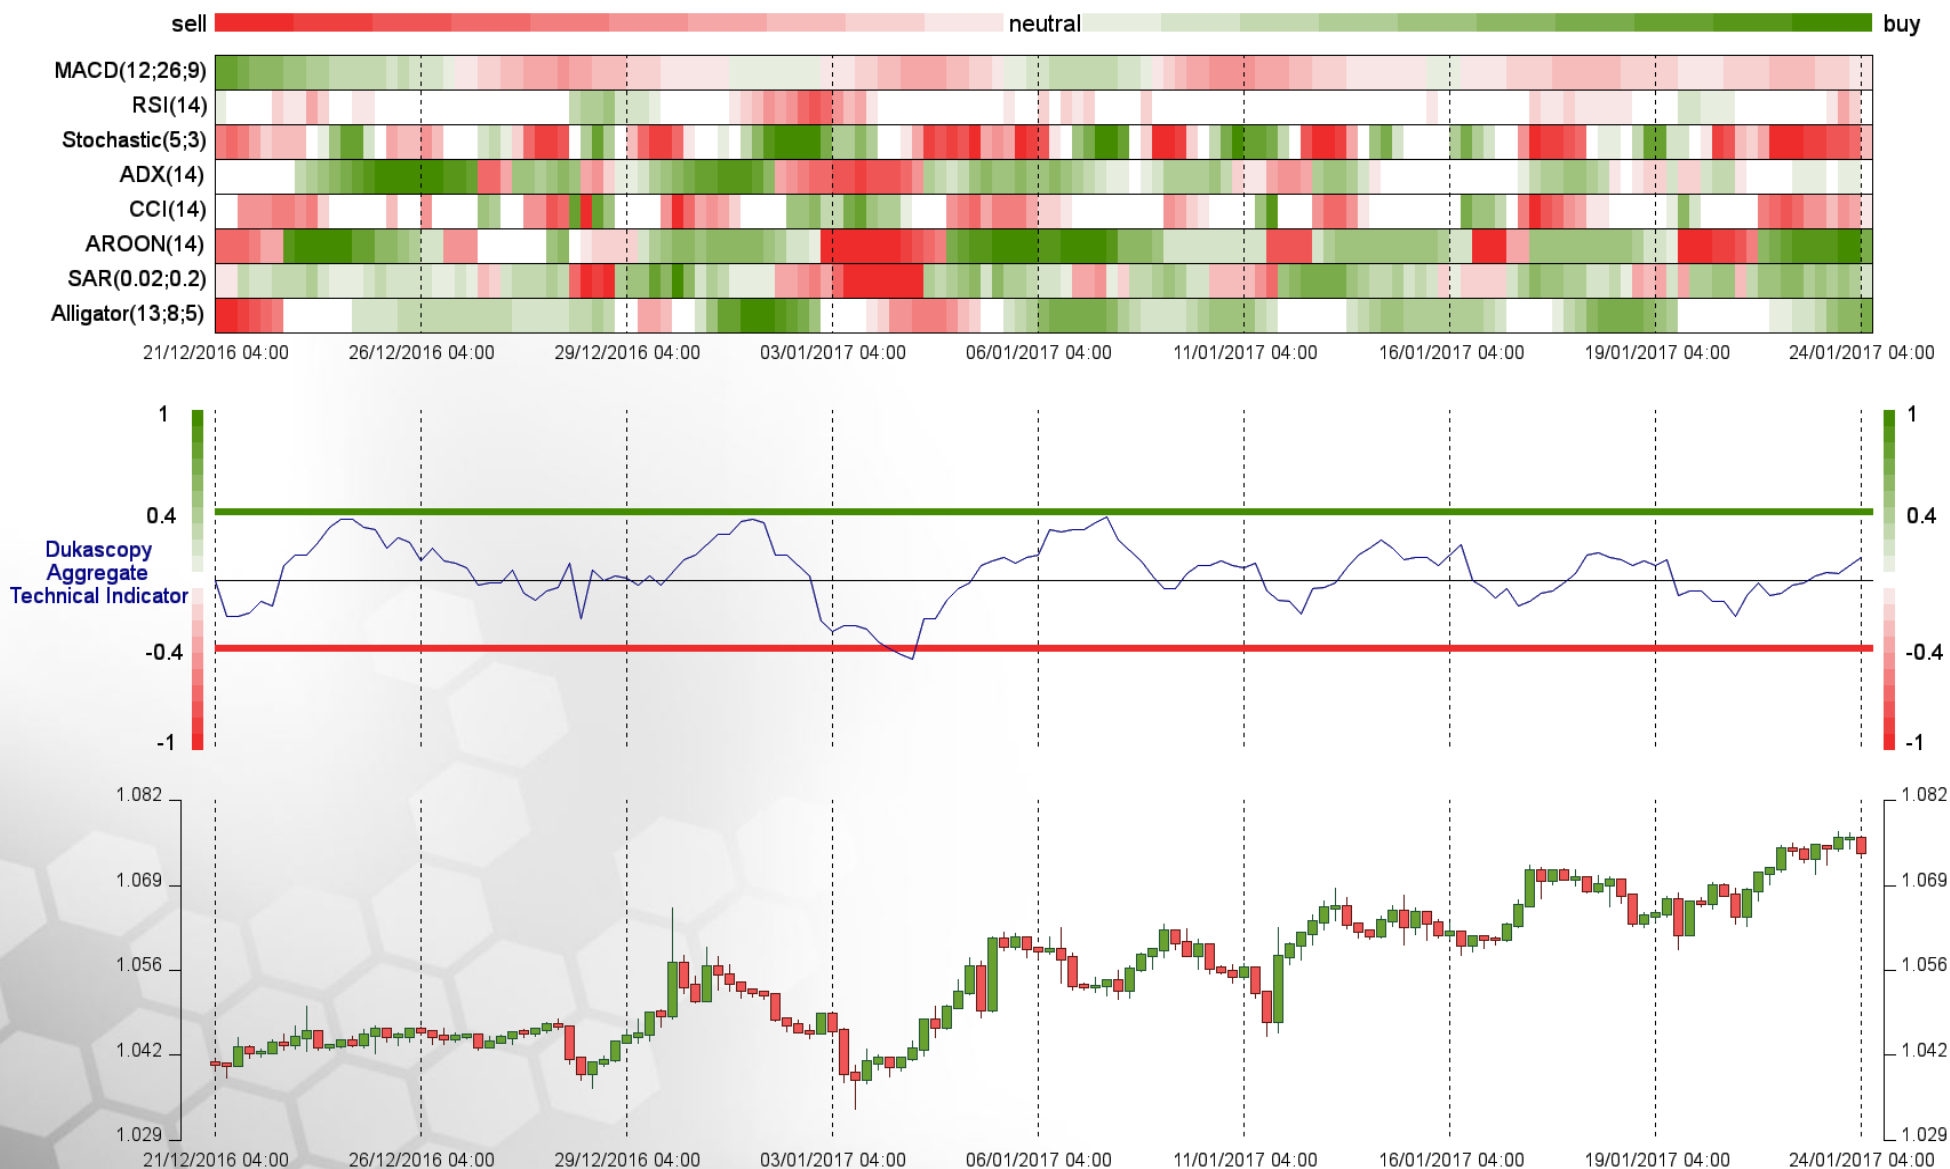 sell neutral buy
MACD(12;26;9)
RSI(14)
Stochastic(5;3)
ADX(14)
CCI(14)
AROON(14)
SAR(0.02;0.2)
Alligator(13;8;5)
21/12/2016 04:00 26/12/2016 04:00 29/12/2016 04:00 03/01/2017 04:00 06/01/2017 04:00 11/01/2017 04:00 16/01/2017 04:00 19/01/2017 04:00 24/01/2017 04:00
1 1
0.4 0.4
Dukascopy
Aggregate
Technical Indicator
-0.4 -0.4
-1 -1
1.082 1.082
1.069 1.069
1.056 1.056
1.042 1.042
1.029 1.029
21/12/2016 04:00 26/12/2016 04:00 29/12/2016 04:00 03/01/2017 04:00 06/01/2017 04:00 11/01/2017 04:00 16/01/2017 04:00 19/01/2017 04:00 24/01/2017 04:00